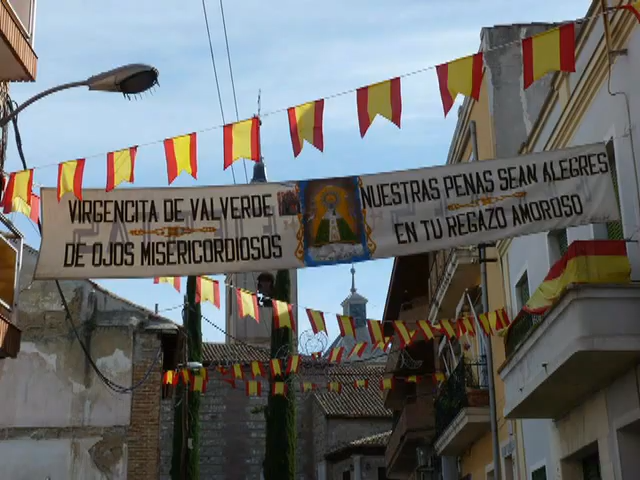 VIRGENCITA DE VALVERDE
DE OJOS MISERICORDIOSOS
NUESTRAS PENAS SEAN ALEGRES
EN TU REGAZO AMOROSO